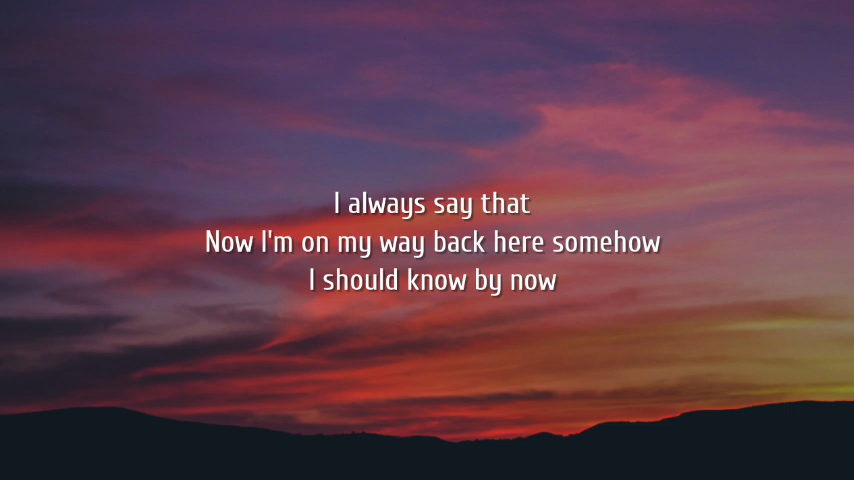 I always say that
Now I'm on my way back here somehow
I should know by now